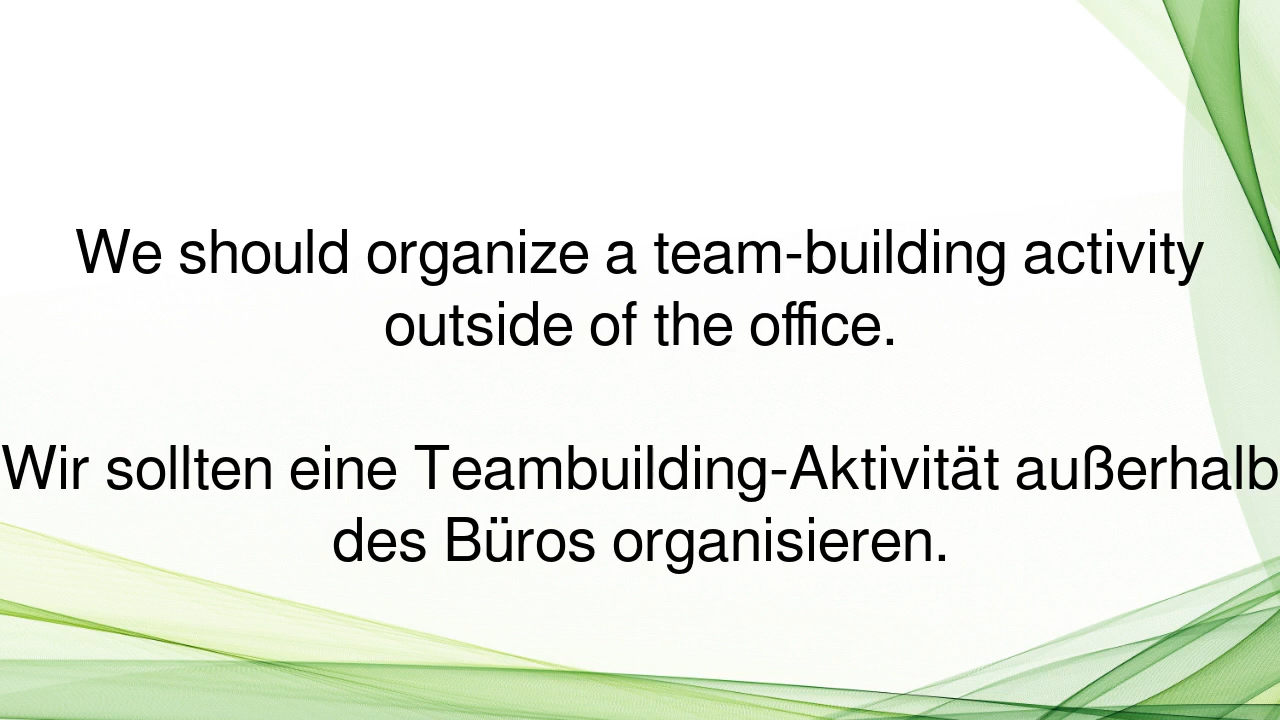 We should organize a team-building activity
outside of the office.
Wir sollten eine Teambuilding-Aktivität außerhalb
des Büros organisieren.